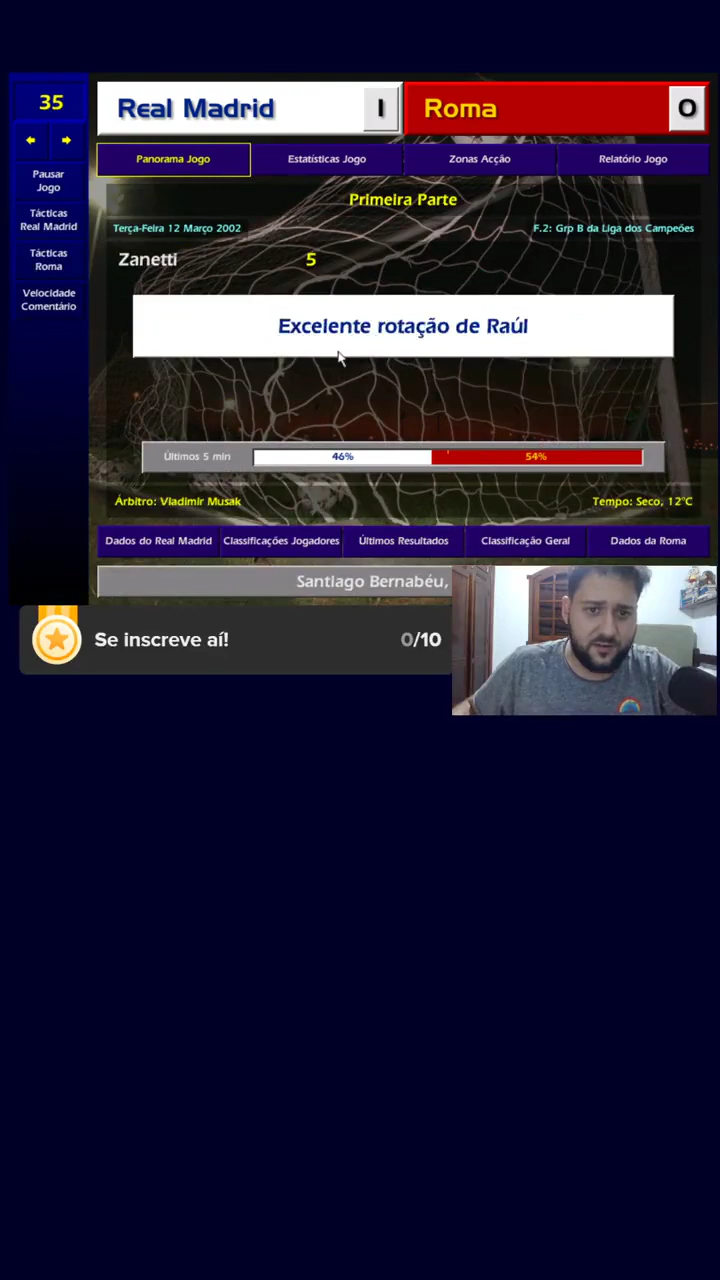 35
Real Madrid 1
Roma 0
Panorama Jogo
Estatísticas Jogo
Zonas Acção
Relatório Jogo
Pausar
Jogo
Tácticas
Real Madrid
Tácticas
Roma
Velocidade
Comentário
Primeira Parte
Terça-Feira 12 Março 2002
F.2: Grp B da Liga dos Campeões
Zanetti 5
Excelente rotação de Raúl
Últimos 5 min 46% 54%
Árbitro: Vladimir Musak
Tempo: Seco, 12°C
Dados do Real Madrid
Classificações Jogadores
Últimos Resultados
Classificação Geral
Dados da Roma
Santiago Bernabéu,
Se inscreve aí! 0/10